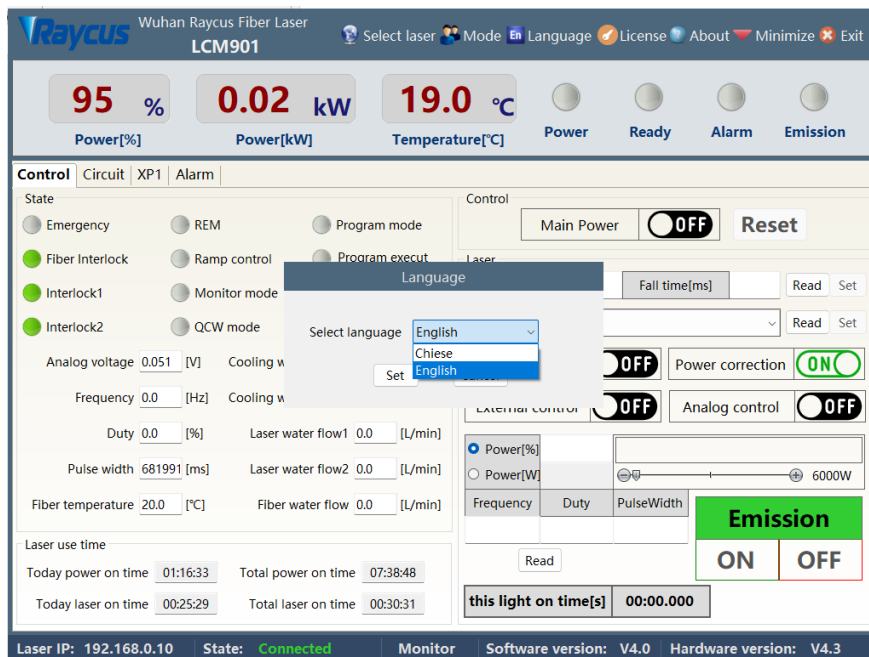 Raycus Wuhan Raycus Fiber Laser
LCM901
Select laser Mode En Language License About Minimize Exit
95 % 0.02 kW 19.0 ℃
Power[%] Power[kW] Temperature[℃] Power Ready Alarm Emission
Control Circuit XP1 Alarm
State Control
Emergency REM Program mode Main Power OFF Reset
Fiber Interlock Ramp control Program execut Laser
Language
Interlock1 Monitor mode Fall time[ms] Read Set
Interlock2 QCW mode Select language English Read Set
Chiese
English
Set
Analog voltage 0.051 [V] Cooling OFF Power correction ON
Frequency 0.0 [Hz] Cooling External control OFF Analog control OFF
Duty 0.0 [%] Laser water flow1 0.0 [L/min] Power[%]
Pulse width 681991 [ms] Laser water flow2 0.0 [L/min] Power[W] 6000W
Fiber temperature 20.0 [℃] Fiber water flow 0.0 [L/min] Frequency Duty PulseWidth
Emission
Laser use time
Today power on time 01:16:33 Total power on time 07:38:48 Read ON OFF
Today laser on time 00:25:29 Total laser on time 00:30:31 this light on time[s] 00:00.000
Laser IP: 192.168.0.10 State: Connected Monitor Software version: V4.0 Hardware version: V4.3